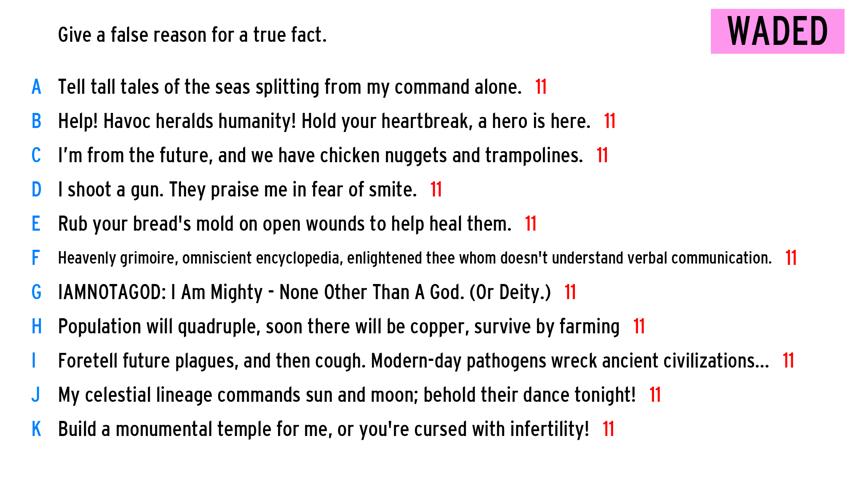 Give a false reason for a true fact.
WADED
A Tell tall tales of the seas splitting from my command alone. 11
B Help! Havoc heralds humanity! Hold your heartbreak, a hero is here. 11
C I'm from the future, and we have chicken nuggets and trampolines. 11
D I shoot a gun. They praise me in fear of smite. 11
E Rub your bread's mold on open wounds to help heal them. 11
F Heavenly grimoire, omniscient encyclopedia, enlightened thee whom doesn't understand verbal communication. 11
G IAMNOTAGOD: I Am Mighty - None Other Than A God. (Or Deity.) 11
H Population will quadruple, soon there will be copper, survive by farming 11
I Foretell future plagues, and then cough. Modern-day pathogens wreck ancient civilizations... 11
J My celestial lineage commands sun and moon; behold their dance tonight! 11
K Build a monumental temple for me, or you're cursed with infertility! 11